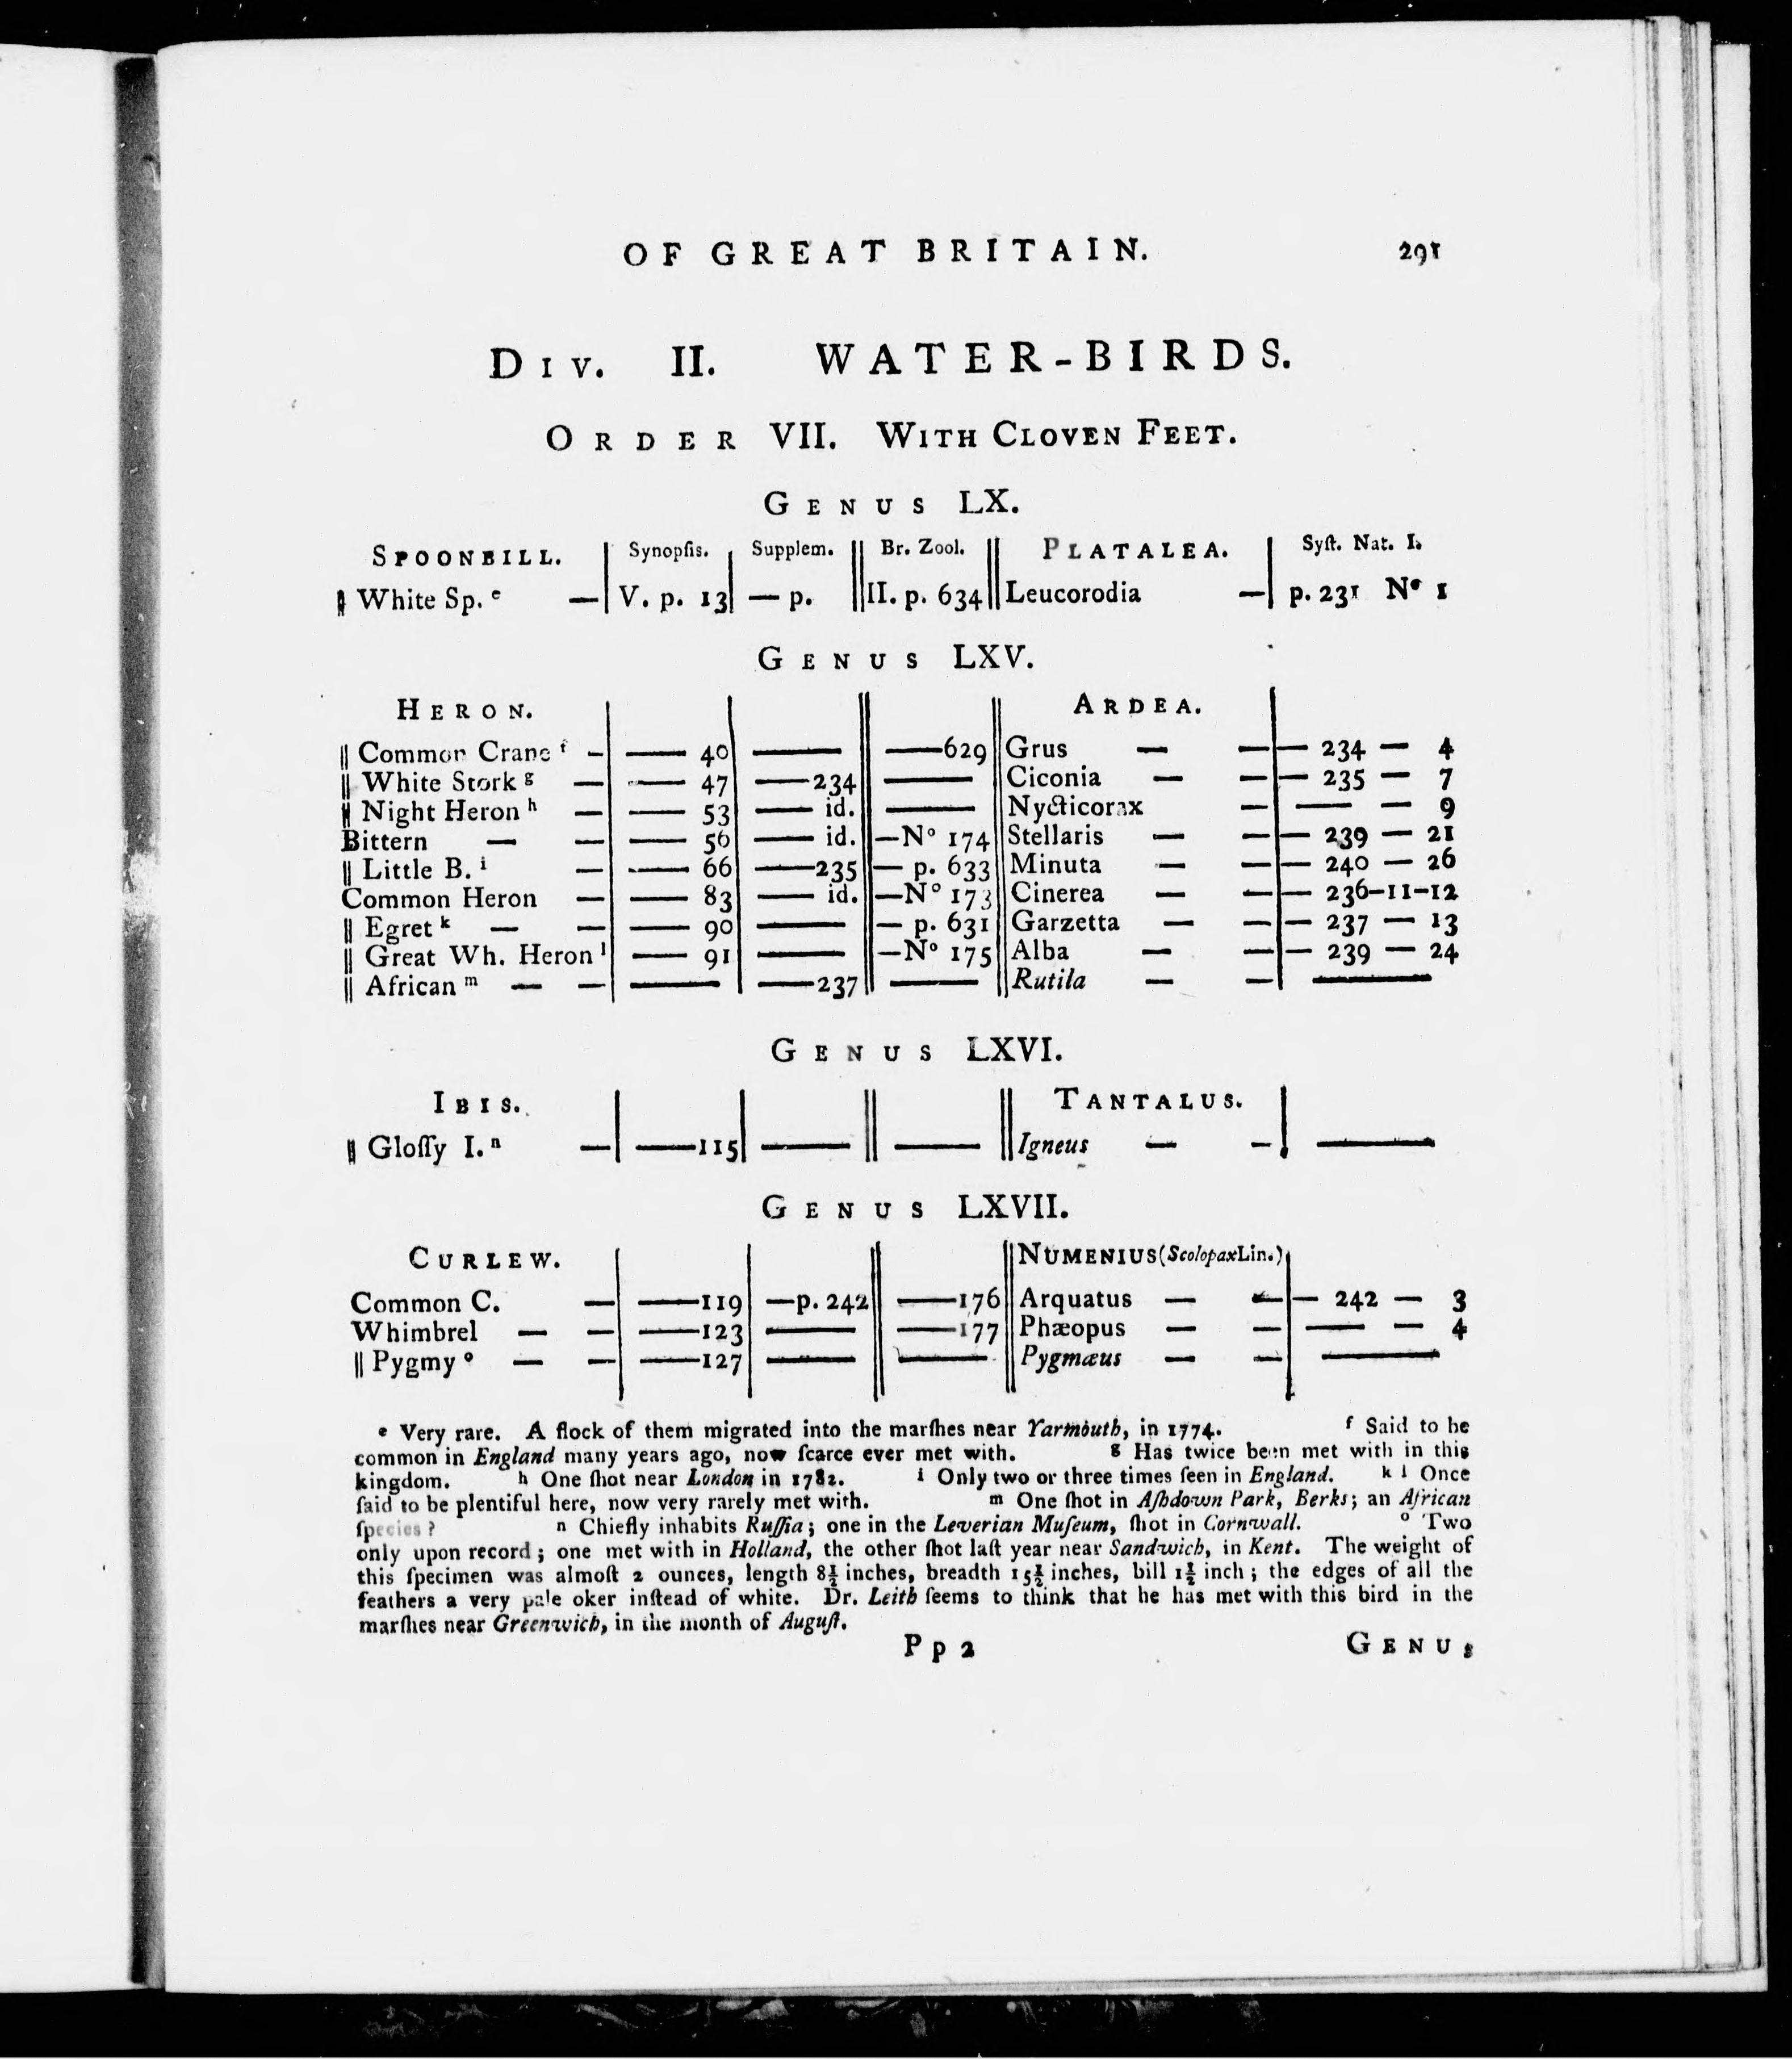 OF GREAT BRITAIN. 291
DIV. II. WATER-BIRDS.
ORDER VII. WITH CLOVEN FEET.
GENUS LX.
SPOONBILL. | Synopſis. | Supplem. || Br. Zool. || PLATALEA. | Syſt. Nat. I.
|| White Sp. e — | V. p. 13 | — p. || II. p. 634 || Leucorodia — | p. 231 No 1
GENUS LXV.
HERON. | | || || ARDEA. |
|| Common Crane f — | — 40 | — || — 629 || Grus — — | — 234 — 4
|| White Stork g — | — 47 | — 234 || — || Ciconia — — | — 235 — 7
|| Night Heron h — | — 53 | — id. || — || Nycticorax — | — — 9
Bittern — — | — 56 | — id. || — No 174 || Stellaris — — | — 239 — 21
|| Little B. i — | — 66 | — 235 || — p. 633 || Minuta — — | — 240 — 26
Common Heron — | — 83 | — id. || — No 173 || Cinerea — — | — 236-11-12
|| Egret k — — | — 90 | — || — p. 631 || Garzetta — — | — 237 — 13
|| Great Wh. Heron l | — 91 | — || — No 175 || Alba — — | — 239 — 24
|| African m — — | — | — 237 || — || Rutila — — | —
GENUS LXVI.
IBIS. | | || || TANTALUS. |
|| Gloſſy I. n — | — 115 | — || — || Igneus — — | —
GENUS LXVII.
CURLEW. | | || || NUMENIUS (Scolopax Lin.) |
Common C. — | — 119 | — p. 242 || — 176 || Arquatus — — | — 242 — 3
Whimbrel — — | — 123 | — || — 177 || Phæopus — — | — — 4
|| Pygmy o — — | — 127 | — || — || Pygmæus — — | —
e Very rare. A flock of them migrated into the marſhes near Yarmouth, in 1774. f Said to be
common in England many years ago, now ſcarce ever met with. g Has twice been met with in this
kingdom. h One ſhot near London in 1782. i Only two or three times ſeen in England. k l Once
ſaid to be plentiful here, now very rarely met with. m One ſhot in Aſhdown Park, Berks; an African
ſpecies? n Chiefly inhabits Ruſſia; one in the Leverian Muſeum, ſhot in Cornwall. o Two
only upon record; one met with in Holland, the other ſhot laſt year near Sandwich, in Kent. The weight of
this ſpecimen was almoſt 2 ounces, length 8½ inches, breadth 15½ inches, bill 1½ inch; the edges of all the
feathers a very pale oker inſtead of white. Dr. Leith ſeems to think that he has met with this bird in the
marſhes near Greenwich, in the month of Auguſt.
Pp 2 GENUS